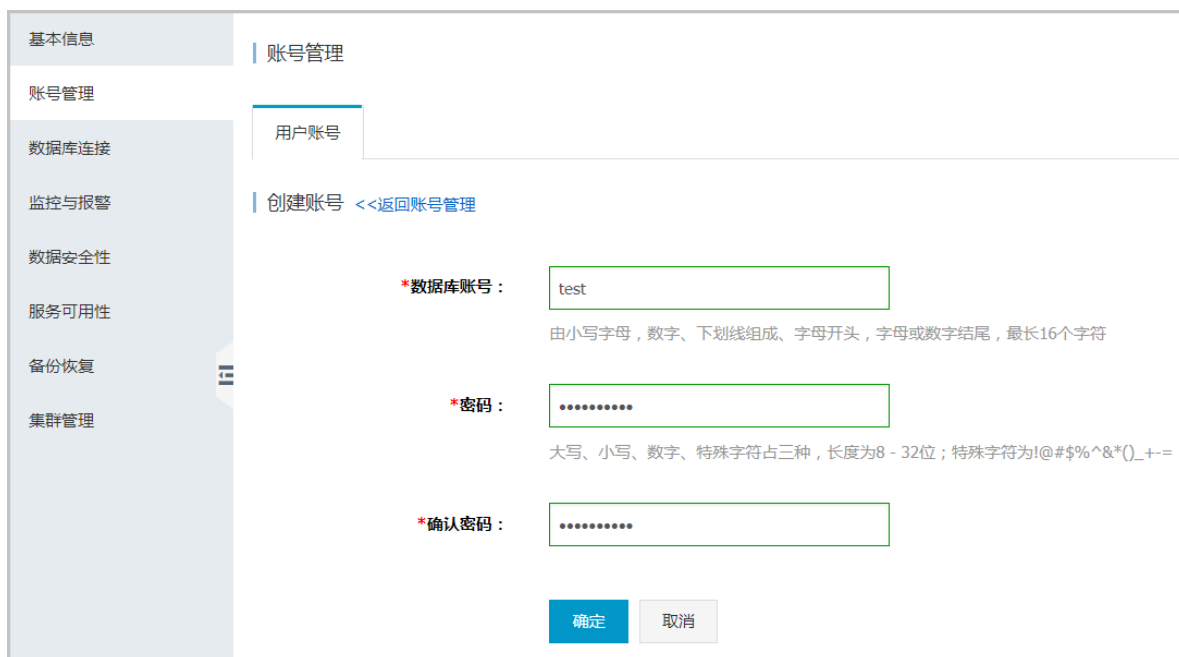 基本信息
账号管理
数据库连接
监控与报警
数据安全性
服务可用性
备份恢复
集群管理
账号管理
用户账号
创建账号 <<返回账号管理
*数据库账号： test
由小写字母，数字、下划线组成、字母开头，字母或数字结尾，最长16个字符
*密码： ••••••••••
大写、小写、数字、特殊字符占三种，长度为8 - 32位；特殊字符为!@#$%^&*()_+-=
*确认密码： ••••••••••
确定 取消